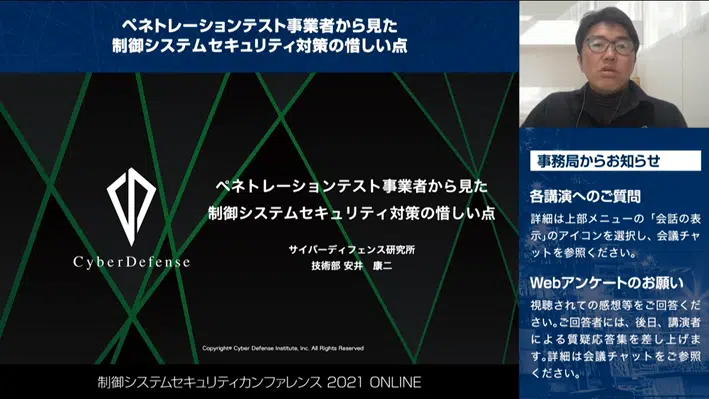 ペネトレーションテスト事業者から見た
制御システムセキュリティ対策の惜しい点
CyberDefense
ペネトレーションテスト事業者から見た
制御システムセキュリティ対策の惜しい点
サイバーディフェンス研究所
技術部 安井 康二
Copyright© Cyber Defense Institute, Inc. All Rights Reserved
制御システムセキュリティカンファレンス 2021 ONLINE
事務局からお知らせ
各講演へのご質問
詳細は上部メニューの「会話の表
示」のアイコンを選択し、会議チャ
ットを参照ください。
Webアンケートのお願い
視聴されての感想等をご回答くだ
さい。ご回答者には、後日、講演者
による質疑応答集を差し上げま
す。詳細は会議チャットをご参照
ください。